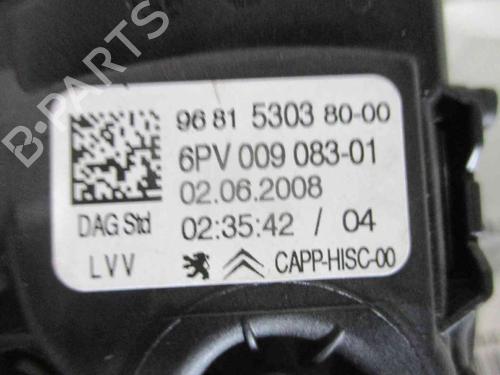 B-PARTS
96 81 5303 80-00
6PV 009 083-01
02.06.2008
DAG Std 02:35:42 / 04
LVV CAPP-HISC-00